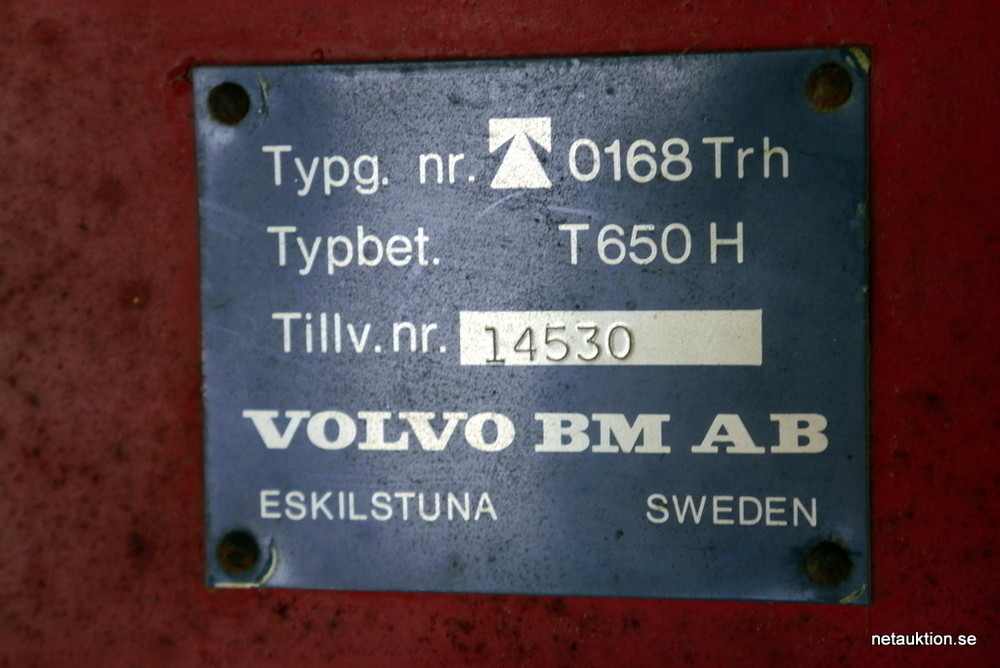 Typg. nr. 0168 Trh
Typbet. T650 H
Tillv.nr. 14530
VOLVO BM AB
ESKILSTUNA SWEDEN
netauktion.se